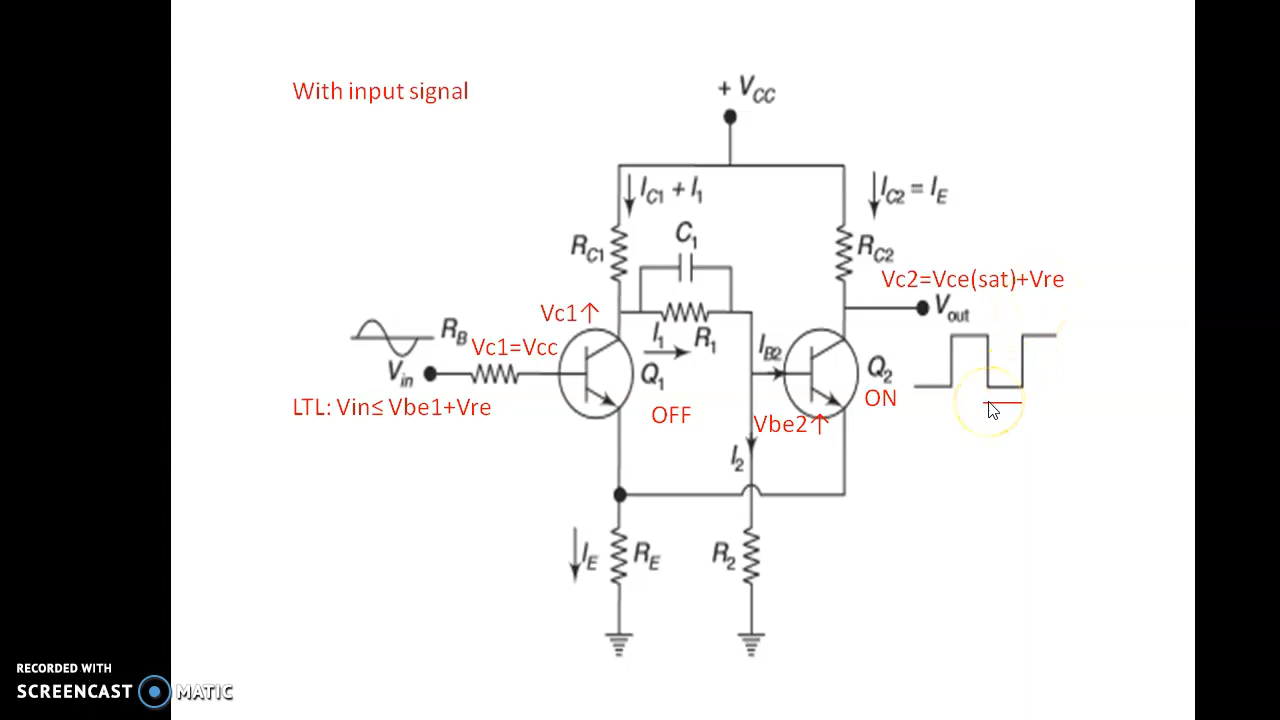 With input signal
+ VCC
IC1 + I1
IC2 = IE
C1
RC1
RC2
Vc2=Vce(sat)+Vre
Vc1↑
Vout
RB
Vc1=Vcc
I1
R1
IB2
Vin
Q1
Q2
LTL: Vin≤ Vbe1+Vre
OFF
ON
Vbe2↑
I2
IE
RE
R2
RECORDED WITH
SCREENCAST MATIC